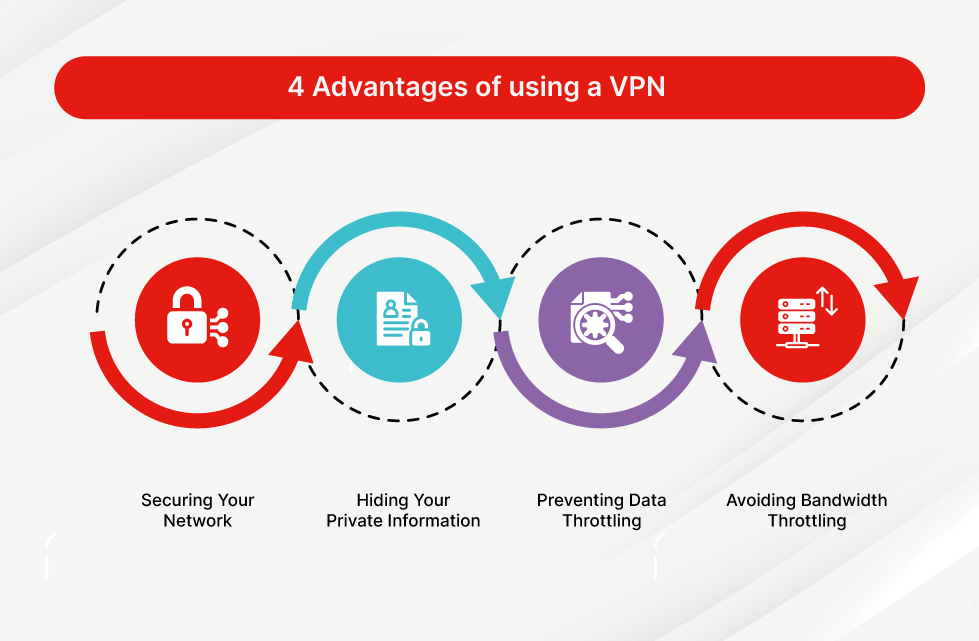 4 Advantages of using a VPN
Securing Your
Network
Hiding Your
Private Information
Preventing Data
Throttling
Avoiding Bandwidth
Throttling